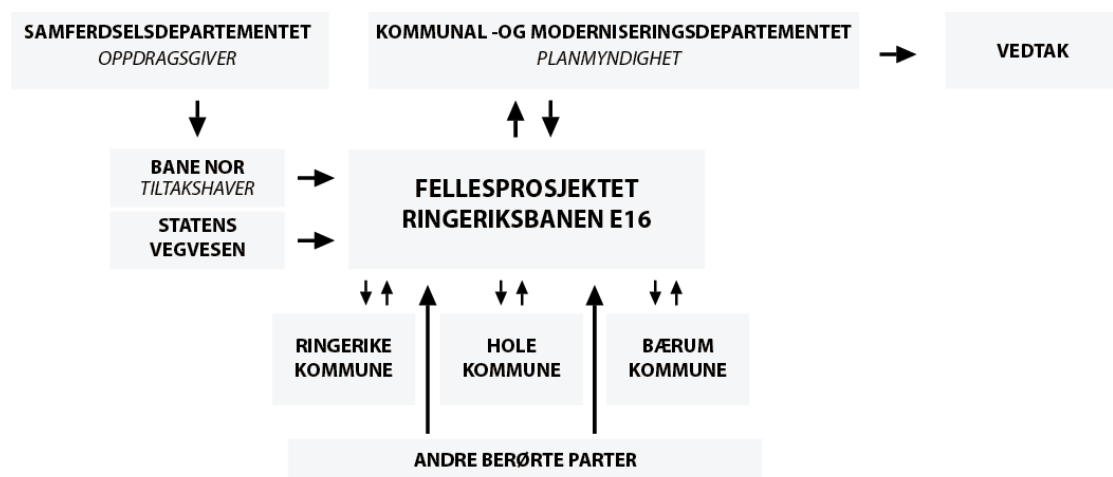 SAMFERDSELSDEPARTEMENTET
OPPDRAGSGIVER
KOMMUNAL -OG MODERNISERINGSDEPARTEMENTET
PLANMYNDIGHET
VEDTAK
BANE NOR
TILTAKSHAVER
STATENS
VEGVESEN
FELLESPROSJEKTET
RINGERIKSBANEN E16
RINGERIKE
KOMMUNE
HOLE
KOMMUNE
BÆRUM
KOMMUNE
ANDRE BERØRTE PARTER